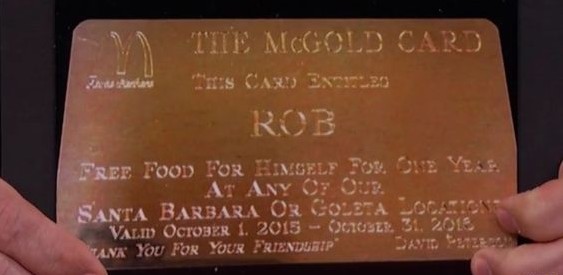 THE McGOLD CARD
Santa Barbara
THIS CARD ENTITLES
ROB
FREE FOOD FOR HIMSELF FOR ONE YEAR
AT ANY OF OUR
SANTA BARBARA OR GOLETA LOCATIONS
VALID OCTOBER 1, 2015 – OCTOBER 31, 2016
HANK YOU FOR YOUR FRIENDSHIP" DAVID PETERSON